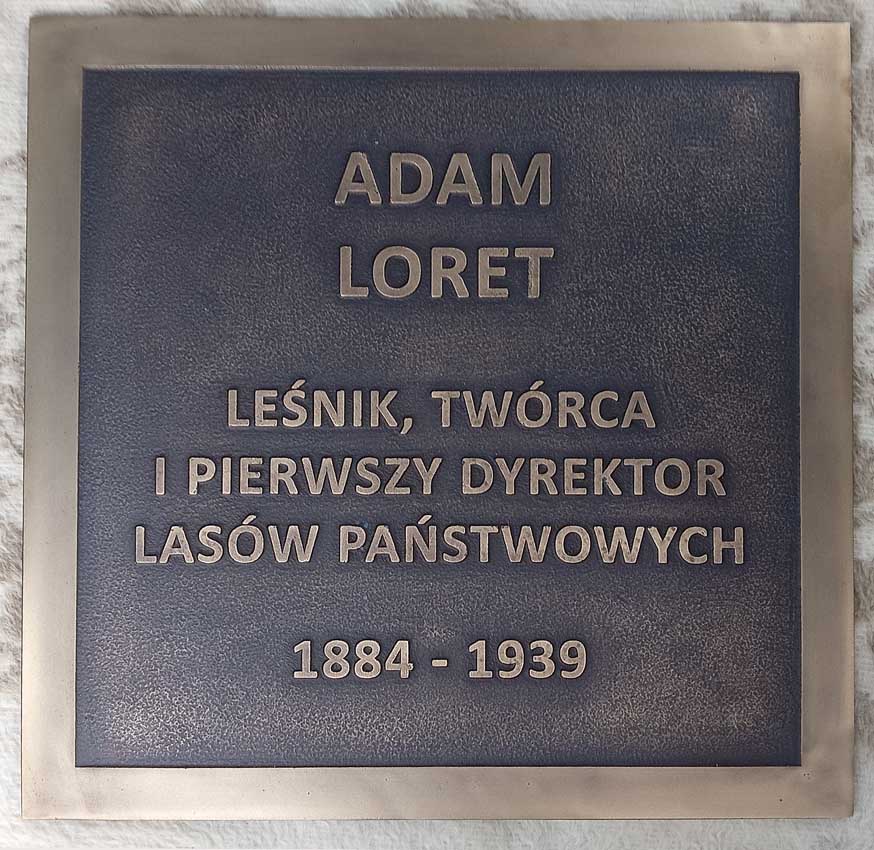 ADAM
LORET
LEŚNIK, TWÓRCA
I PIERWSZY DYREKTOR
LASÓW PAŃSTWOWYCH
1884 - 1939